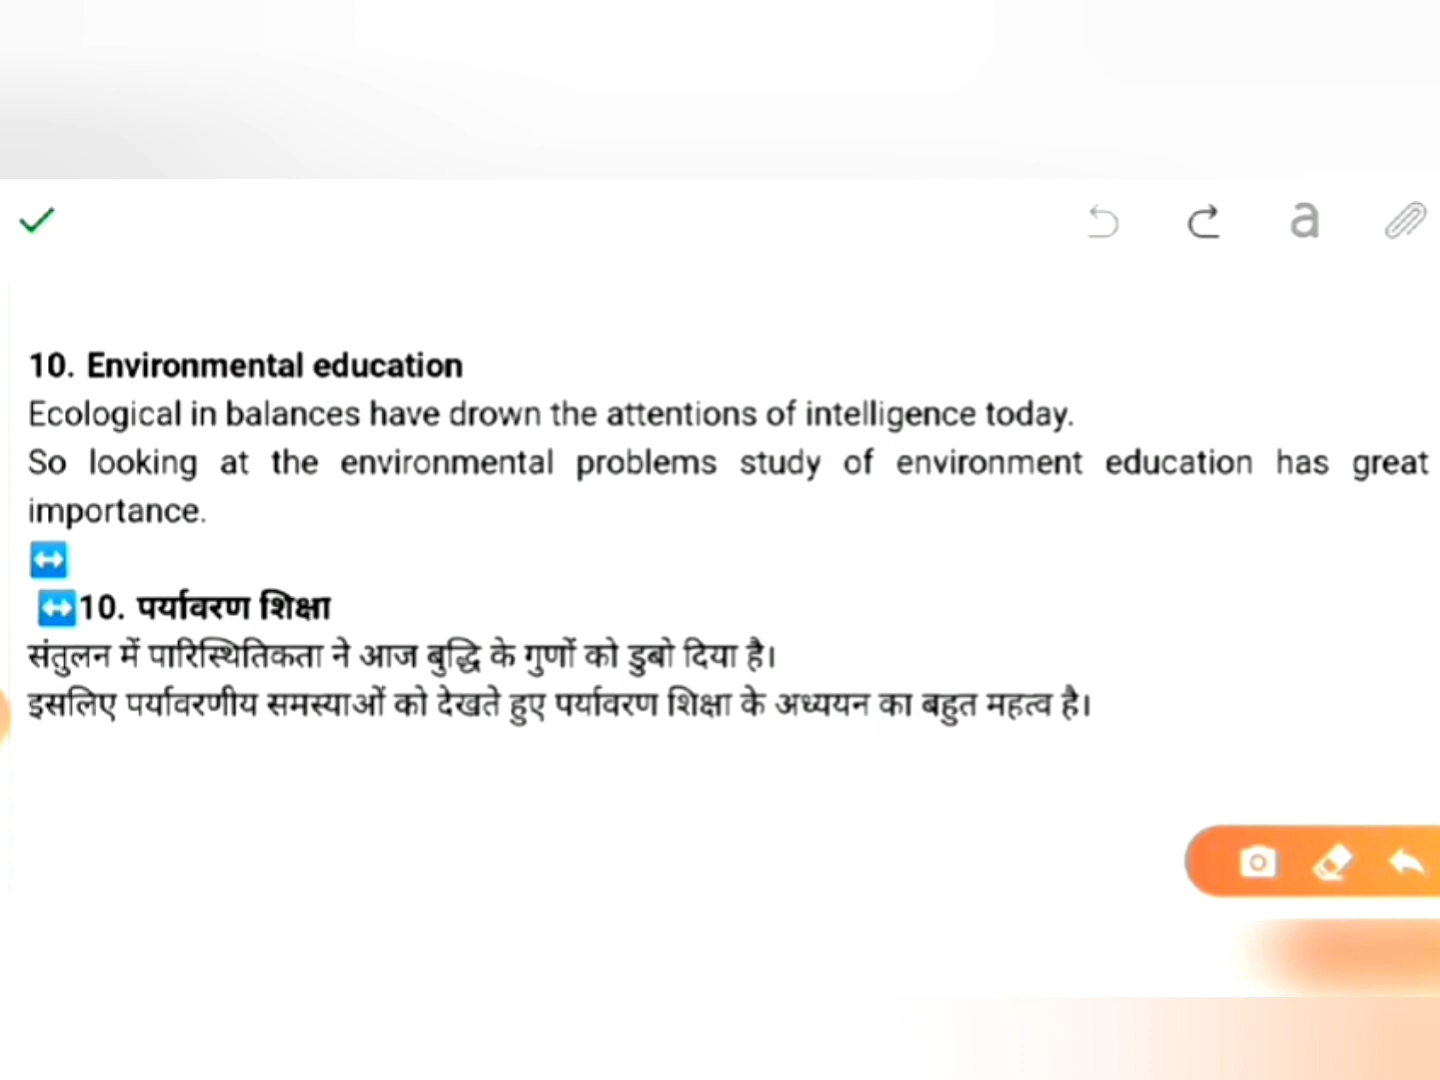 a
10. Environmental education
Ecological in balances have drown the attentions of intelligence today.
So looking at the environmental problems study of environment education has great
importance.
10. पर्यावरण शिक्षा
संतुलन में पारिस्थितिकता ने आज बुद्धि के गुणों को डुबो दिया है।
इसलिए पर्यावरणीय समस्याओं को देखते हुए पर्यावरण शिक्षा के अध्ययन का बहुत महत्व है।